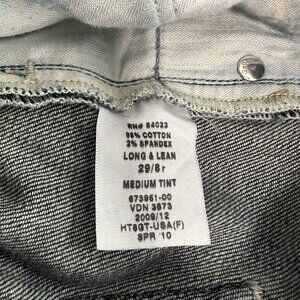 RN# 54023
98% COTTON
2% SPANDEX
LONG & LEAN
29/8 r
MEDIUM TINT
673951-00
VDN 3573
2009/12
HT8GT-USA(F)
SPR '10